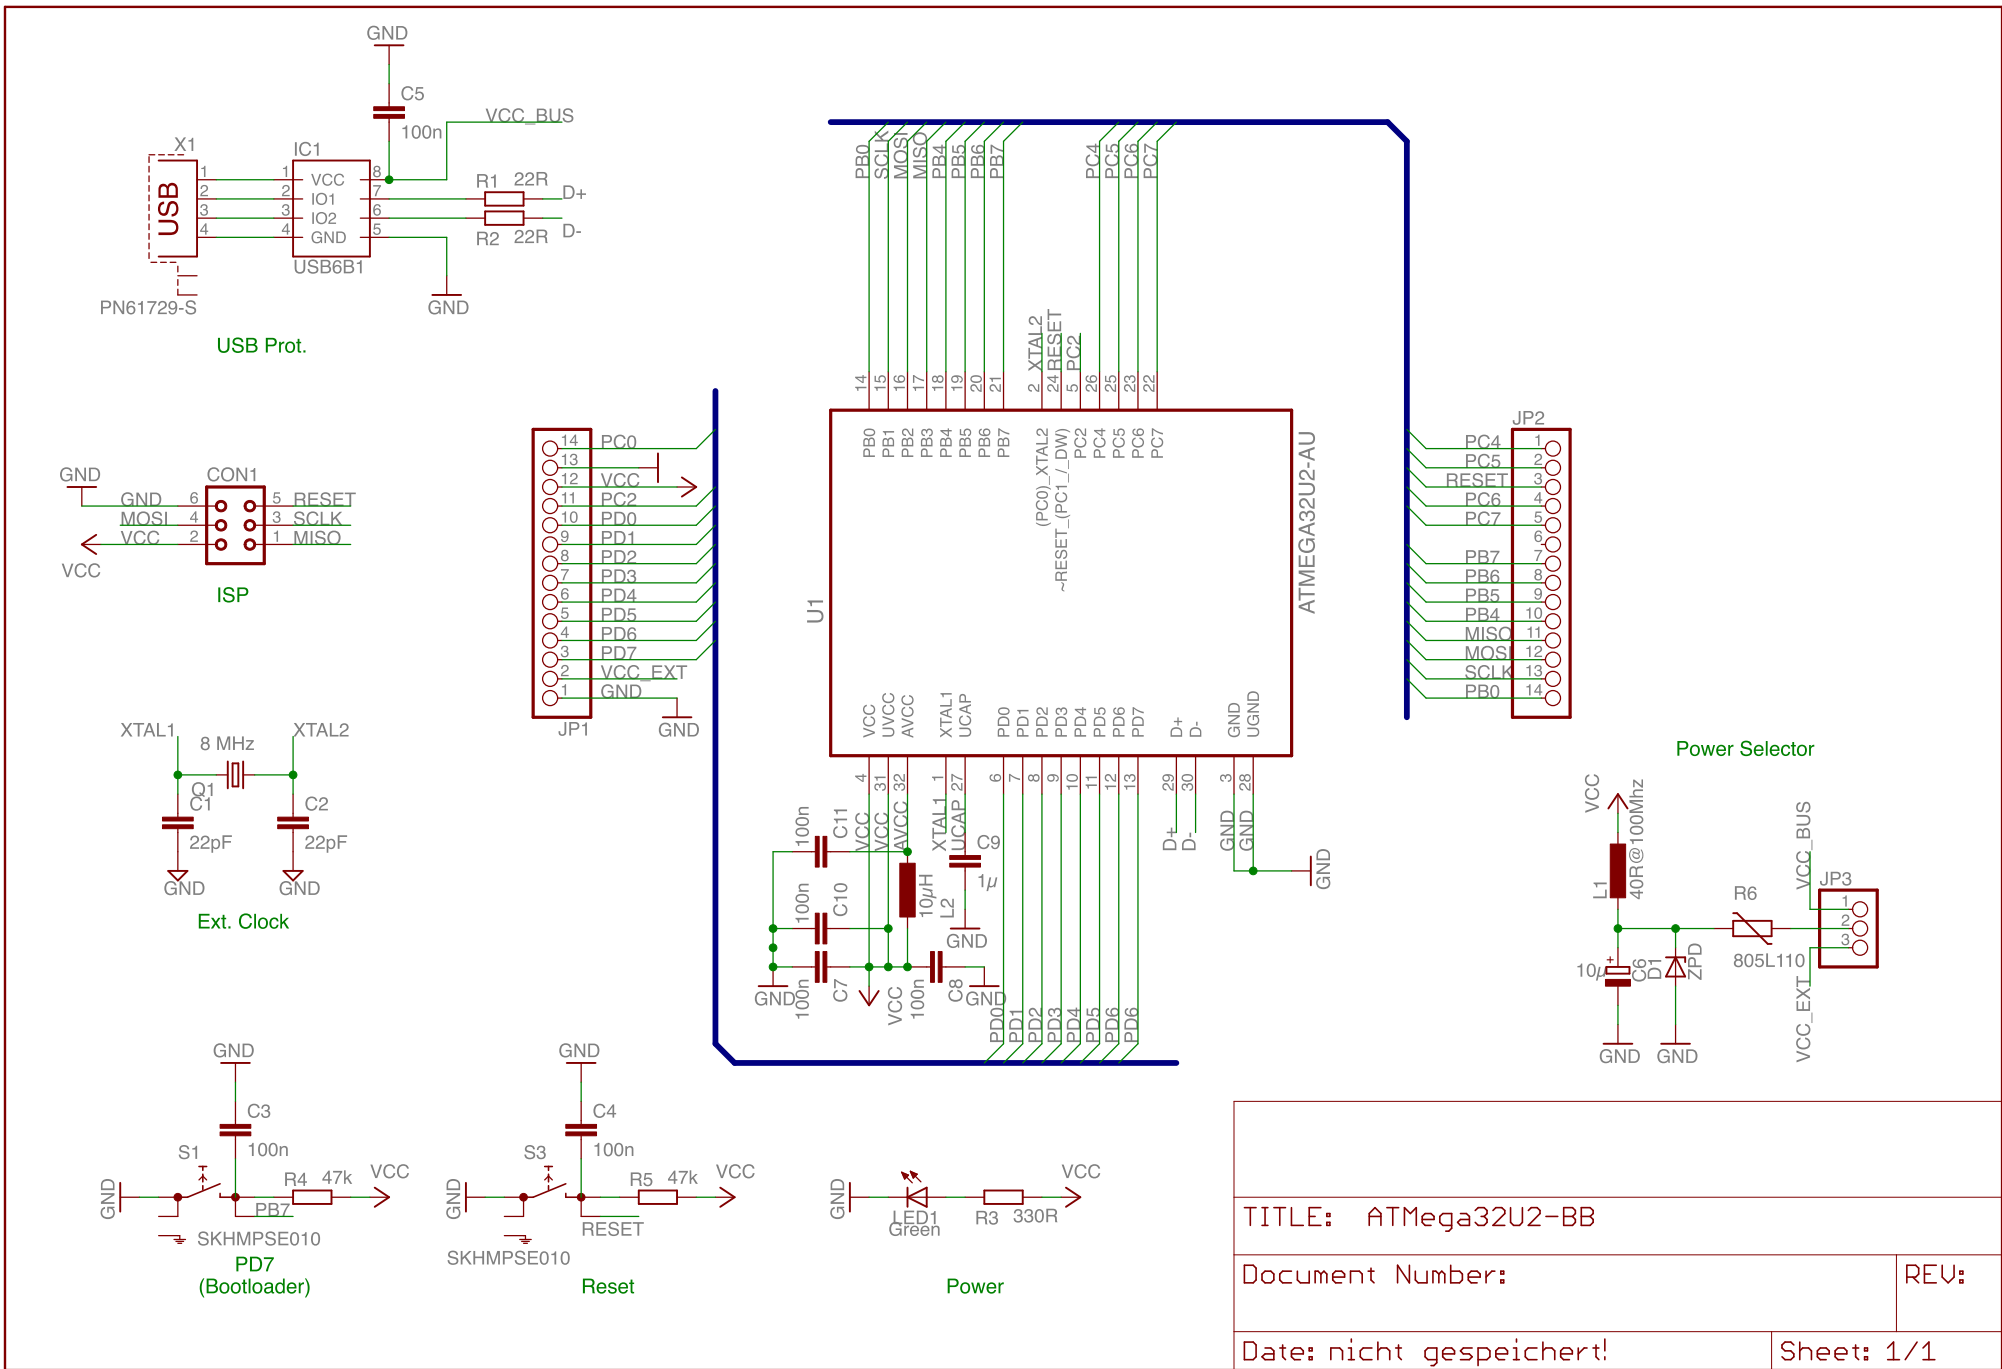 GND
C5
100n
VCC_BUS
X1
IC1
USB
1
2
3
4
1
2
3
4
VCC
IO1
IO2
GND
8
7
6
5
R1 22R
D+
R2 22R
D-
USB6B1
GND
PN61729-S
USB Prot.
GND
CON1
GND 6
MOSI 4
VCC 2
5 RESET
3 SCLK
1 MISO
VCC
ISP
XTAL1
XTAL2
8 MHz
Q1
C1
22pF
C2
22pF
GND
GND
Ext. Clock
14 PC0
13
12 VCC
11 PC2
10 PD0
9 PD1
8 PD2
7 PD3
6 PD4
5 PD5
4 PD6
3 PD7
2 VCC_EXT
1 GND
JP1
GND
PB0
SCLK
MOSI
MISO
PB4
PB5
PB6
PB7
PC4
PC5
PC6
PC7
XTAL2
RESET
PC2
14
15
16
17
18
19
20
21
2
24
5
26
25
23
22
PB0
PB1
PB2
PB3
PB4
PB5
PB6
PB7
(PC0)_XTAL2
~RESET_(PC1_/_DW)
PC2
PC4
PC5
PC6
PC7
U1
ATMEGA32U2-AU
VCC
UVCC
AVCC
XTAL1
UCAP
PD0
PD1
PD2
PD3
PD4
PD5
PD6
PD7
D+
D-
GND
UGND
4
31
32
1
27
6
7
8
9
10
11
12
13
29
30
3
28
VCC
VCC
AVCC
XTAL1
UCAP
D+
D-
GND
GND
GND
100n
C11
100n
C10
100n
C7
10µH
L2
C9
1µ
GND
GND
VCC
100n
C8
GND
PD0
PD1
PD2
PD3
PD4
PD5
PD6
PD6
JP2
PC4 1
PC5 2
RESET 3
PC6 4
PC7 5
6
PB7 7
PB6 8
PB5 9
PB4 10
MISO 11
MOSI 12
SCLK 13
PB0 14
Power Selector
VCC
L1
40R@100Mhz
VCC_BUS
JP3
1
2
3
R6
805L110
10µ
+
C6
D1
ZPD
VCC_EXT
GND
GND
GND
C3
100n
S1
R4 47k
VCC
GND
PB7
SKHMPSE010
PD7
(Bootloader)
GND
C4
100n
S3
R5 47k
VCC
GND
RESET
SKHMPSE010
Reset
GND
LED1
Green
R3 330R
VCC
Power
TITLE: ATMega32U2-BB
Document Number:
REV:
Date: nicht gespeichert!
Sheet: 1/1